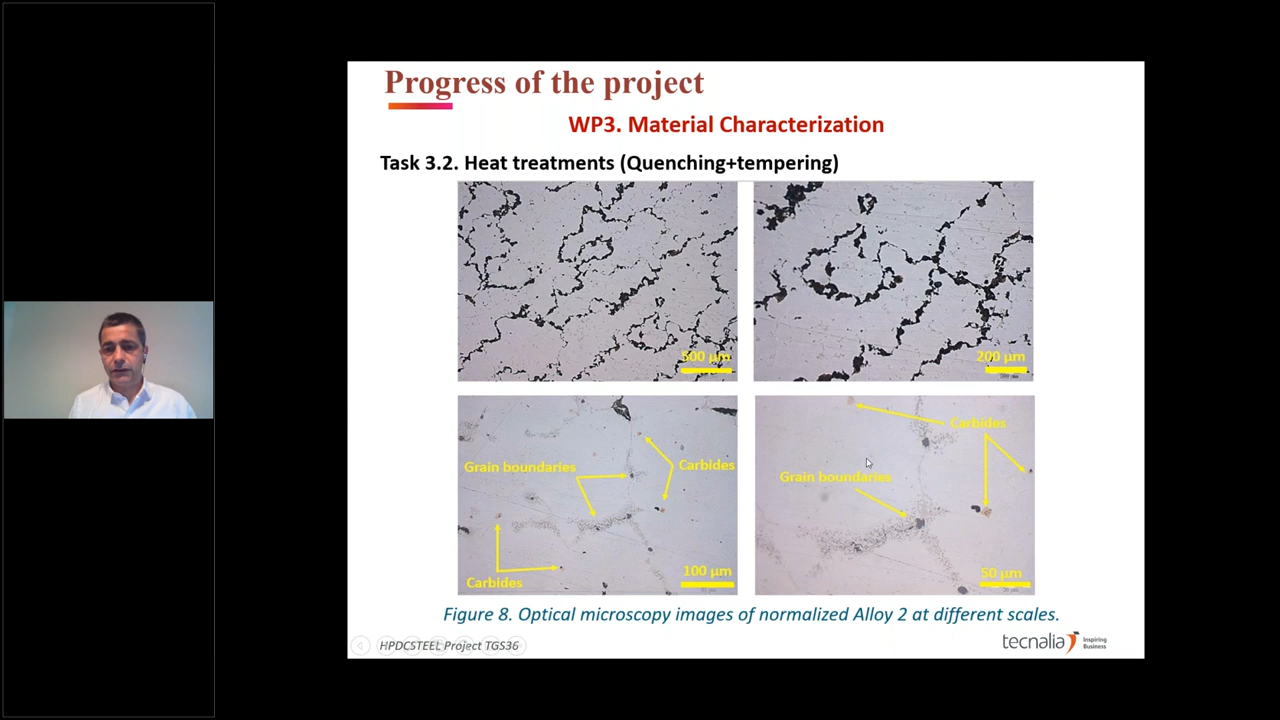 Progress of the project
WP3. Material Characterization
Task 3.2. Heat treatments (Quenching+tempering)
500 µm
200 µm
Grain boundaries
Carbides
Carbides
100 µm
Carbides
Grain boundaries
50 µm
Figure 8. Optical microscopy images of normalized Alloy 2 at different scales.
HPDCSTEEL Project TGS36
tecnalia Inspiring
Business